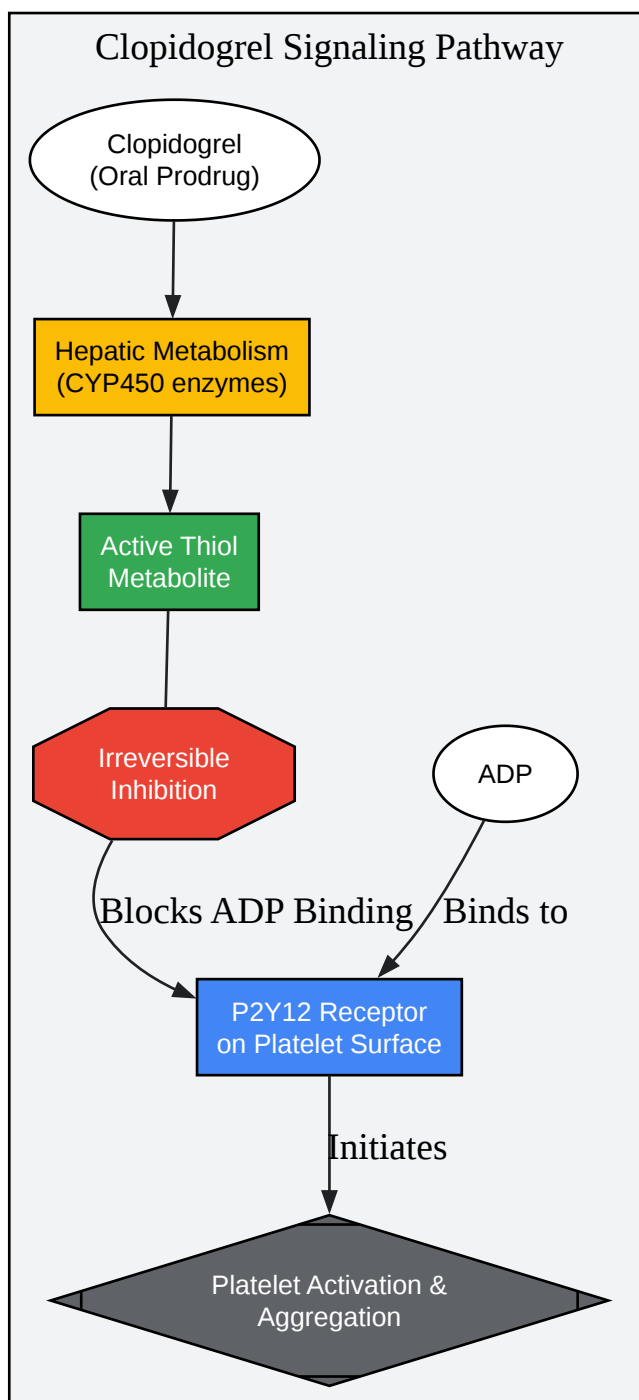 Clopidogrel Signaling Pathway
Clopidogrel
(Oral Prodrug)
Hepatic Metabolism
(CYP450 enzymes)
Active Thiol
Metabolite
Irreversible
Inhibition
ADP
Blocks ADP Binding
Binds to
P2Y12 Receptor
on Platelet Surface
Initiates
Platelet Activation &
Aggregation